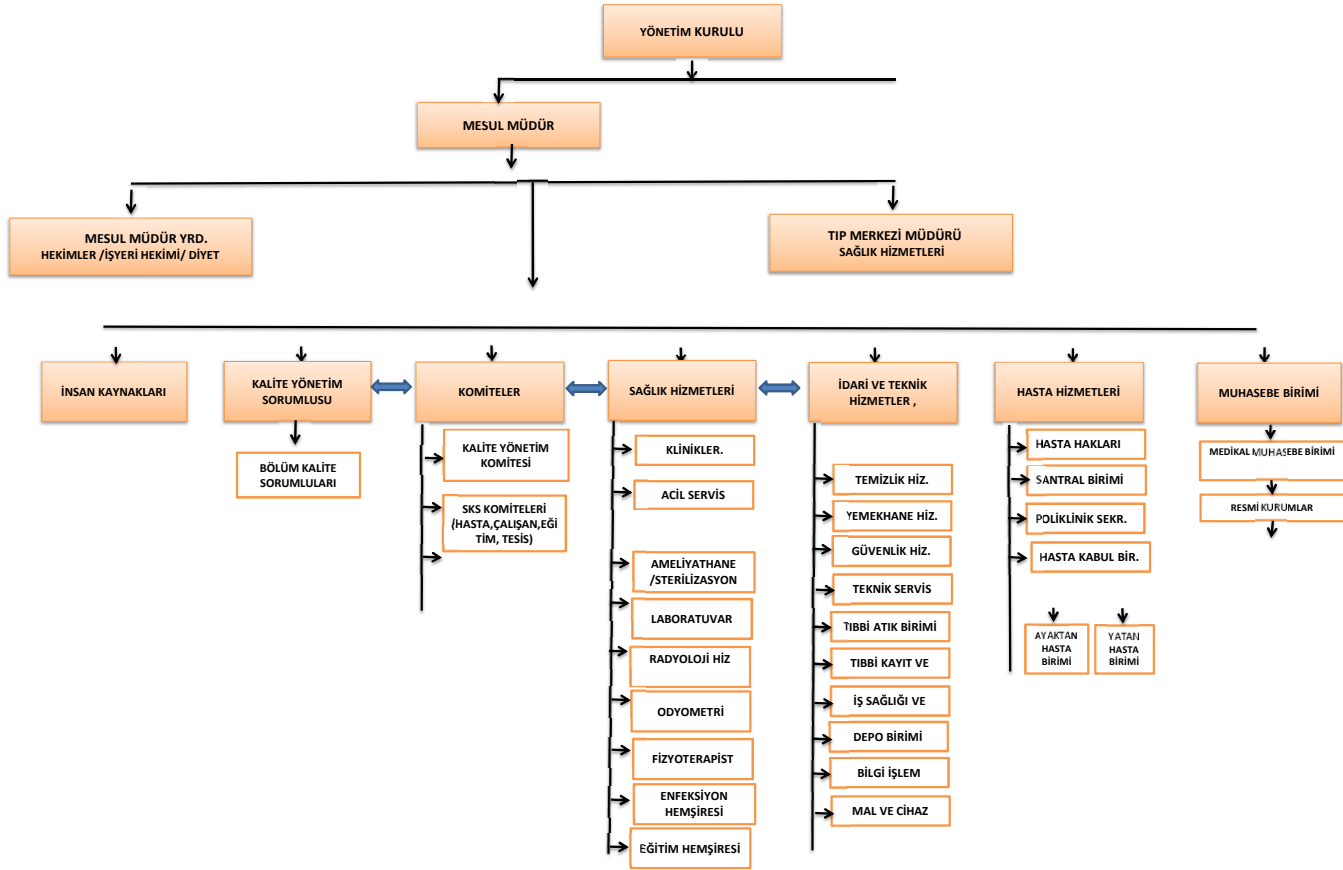 YÖNETİM KURULU
MESUL MÜDÜR
MESUL MÜDÜR YRD.
HEKİMLER /İŞYERİ HEKİMİ/ DİYET
TIP MERKEZİ MÜDÜRÜ
SAĞLIK HİZMETLERİ
İNSAN KAYNAKLARI
KALİTE YÖNETİM
SORUMLUSU
KOMİTELER
SAĞLIK HİZMETLERİ
İDARİ VE TEKNİK
HİZMETLER ,
HASTA HİZMETLERİ
MUHASEBE BİRİMİ
BÖLÜM KALİTE
SORUMLULARI
KALİTE YÖNETİM
KOMİTESİ
SKS KOMİTELERİ
(HASTA,ÇALIŞAN,EĞİ
TİM, TESİS)
KLİNİKLER.
ACİL SERVİS
AMELİYATHANE
/STERİLİZASYON
LABORATUVAR
RADYOLOJİ HİZ
ODYOMETRİ
FİZYOTERAPİST
ENFEKSİYON
HEMŞİRESİ
EĞİTİM HEMŞİRESİ
TEMİZLİK HİZ.
YEMEKHANE HİZ.
GÜVENLİK HİZ.
TEKNİK SERVİS
TIBBİ ATIK BİRİMİ
TIBBİ KAYIT VE
İŞ SAĞLIĞI VE
DEPO BİRİMİ
BİLGİ İŞLEM
MAL VE CİHAZ
HASTA HAKLARI
SANTRAL BİRİMİ
POLİKLİNİK SEKR.
HASTA KABUL BİR.
AYAKTAN
HASTA
BİRİMİ
YATAN
HASTA
BİRİMİ
MEDİKAL MUHASEBE BİRİMİ
RESMİ KURUMLAR